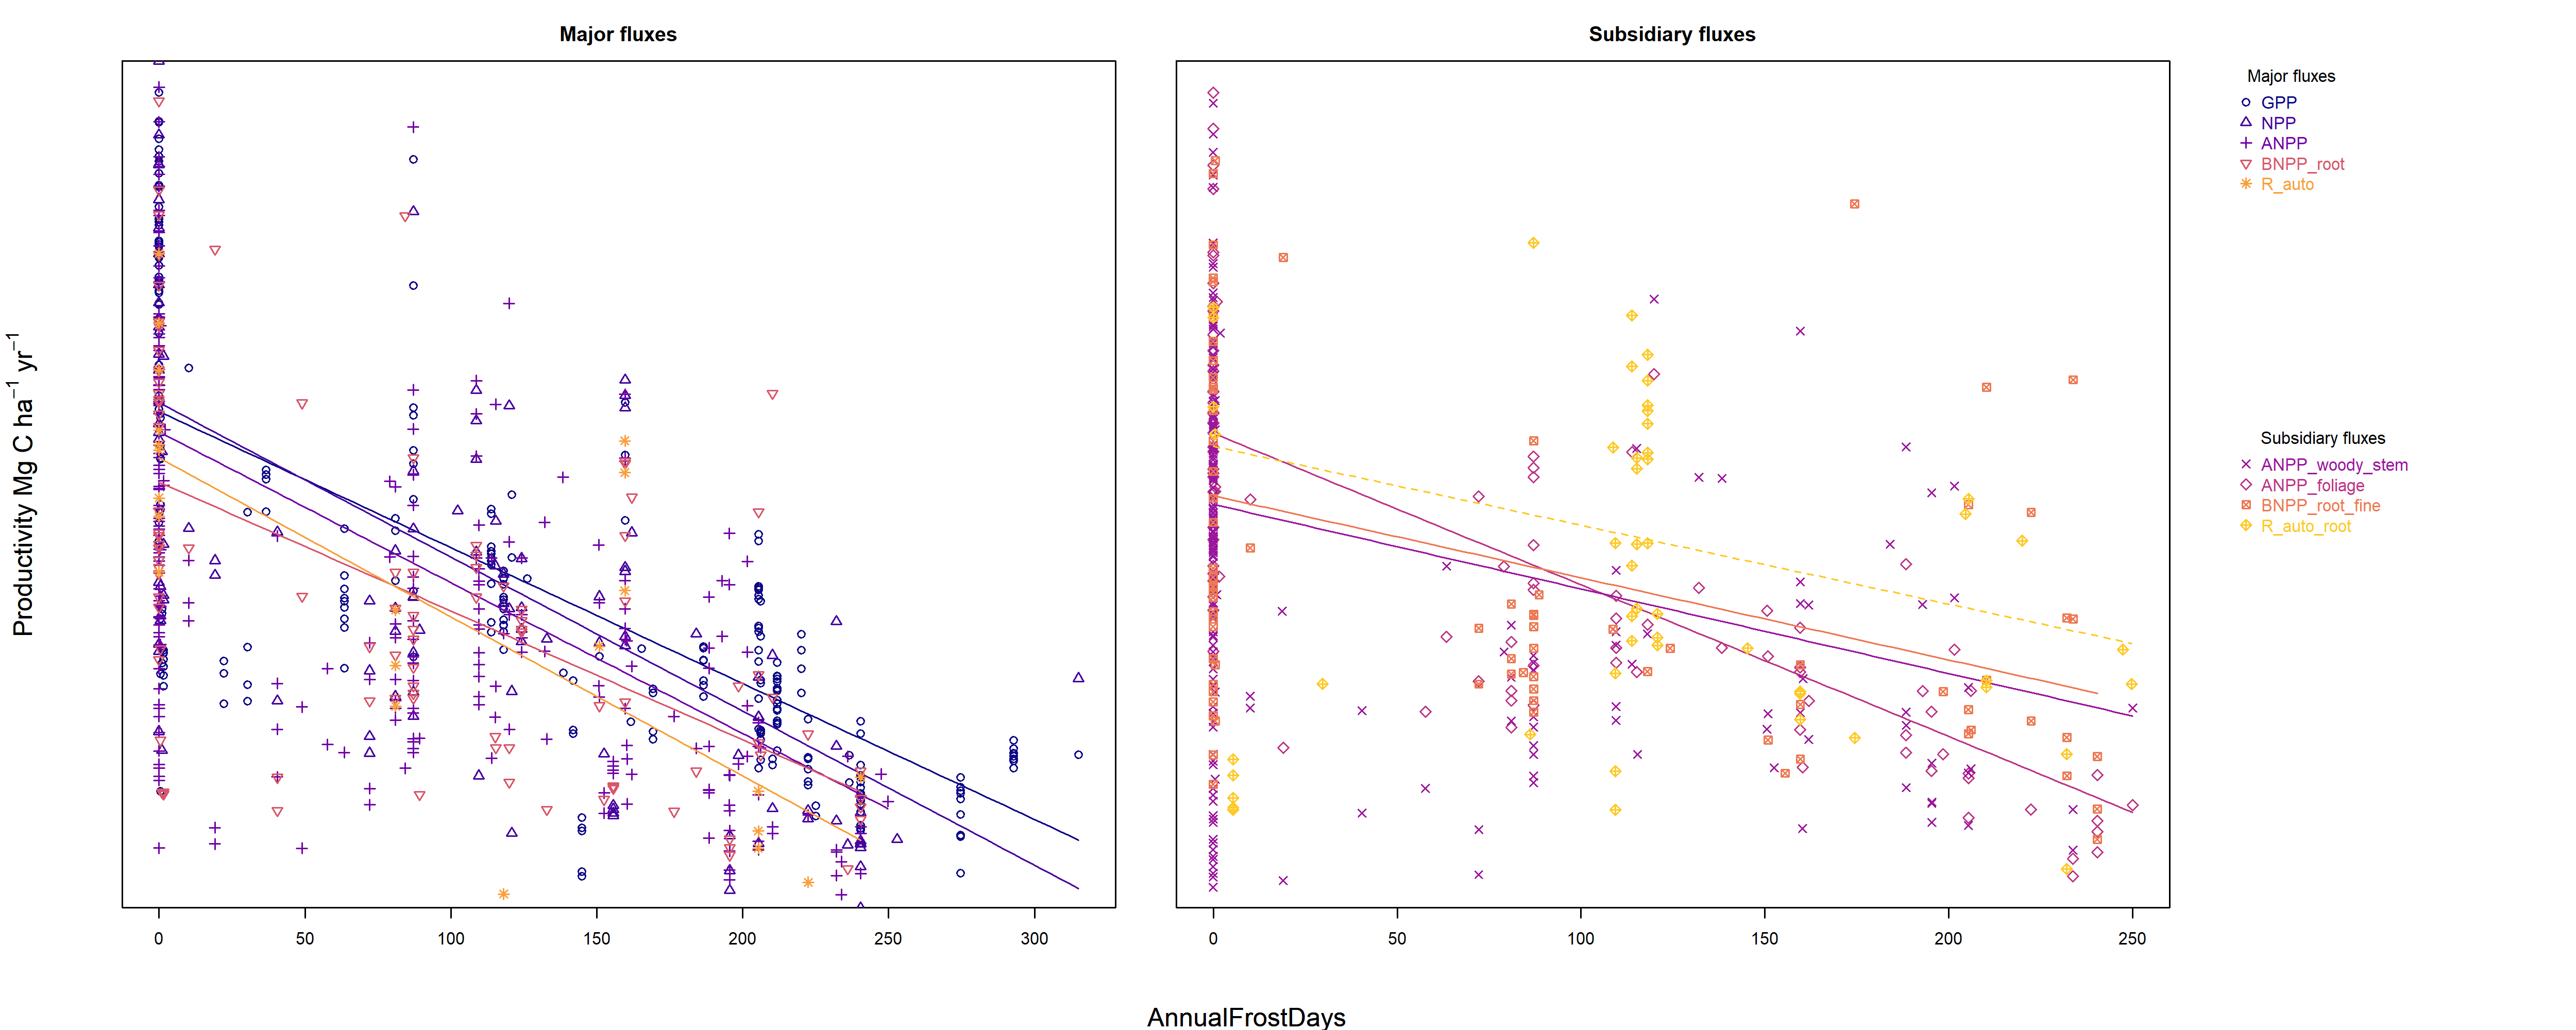 Major fluxes
Subsidiary fluxes
Productivity Mg C ha⁻¹ yr⁻¹
0 50 100 150 200 250 300
0 50 100 150 200 250
AnnualFrostDays
Major fluxes
GPP
NPP
ANPP
BNPP_root
R_auto
Subsidiary fluxes
ANPP_woody_stem
ANPP_foliage
BNPP_root_fine
R_auto_root